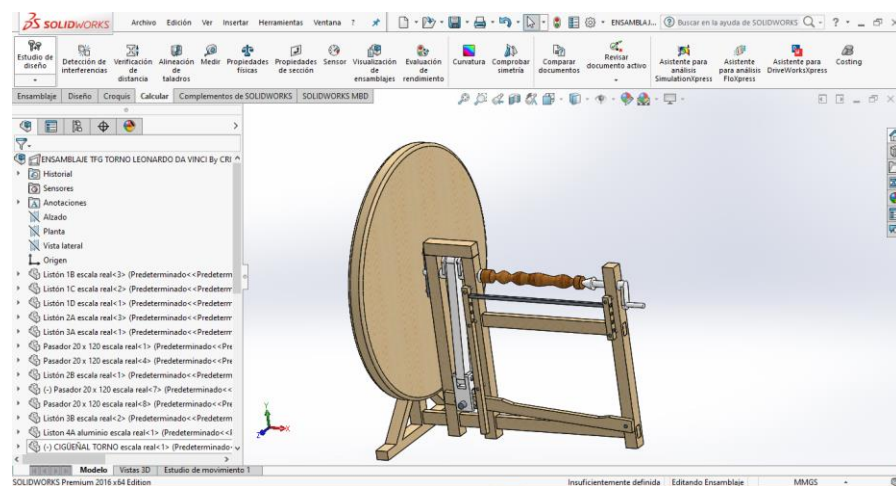 SOLIDWORKS Archivo Edición Ver Insertar Herramientas Ventana ? ENSAMBLAJ... Buscar en la ayuda de SOLIDWORKS
Estudio de diseño
Detección de interferencias
Verificación de distancia
Alineación de taladros
Medir
Propiedades físicas
Propiedades de sección
Sensor
Visualización de ensamblajes
Evaluación de rendimiento
Curvatura
Comprobar simetría
Comparar documentos
Revisar documento activo
Asistente para análisis SimulationXpress
Asistente para análisis FloXpress
Asistente para DriveWorksXpress
Costing
Ensamblaje Diseño Croquis Calcular Complementos de SOLIDWORKS SOLIDWORKS MBD
ENSAMBLAJE TFG TORNO LEONARDO DA VINCI By CRI
Historial
Sensores
Anotaciones
Alzado
Planta
Vista lateral
Origen
Listón 1B escala real<3> (Predeterminado<<Predeterm
Listón 1C escala real<2> (Predeterminado<<Predeterm
Listón 1D escala real<1> (Predeterminado<<Predeterm
Listón 2A escala real<3> (Predeterminado<<Predeterm
Listón 3A escala real<1> (Predeterminado<<Predeterm
Pasador 20 x 120 escala real<1> (Predeterminado<<Pre
Pasador 20 x 120 escala real<4> (Predeterminado<<Pre
Listón 2B escala real<1> (Predeterminado<<Predeterm
(-) Pasador 20 x 120 escala real<7> (Predeterminado<<
Pasador 20 x 120 escala real<8> (Predeterminado<<Pre
Listón 3B escala real<2> (Predeterminado<<Predeterm
Liston 4A aluminio escala real<1> (Predeterminado<<
(-) CIGÜEÑAL TORNO escala real<1> (Predeterminado
Y
Z X
Modelo Vistas 3D Estudio de movimiento 1
SOLIDWORKS Premium 2016 x64 Edition Insuficientemente definida Editando Ensamblaje MMGS